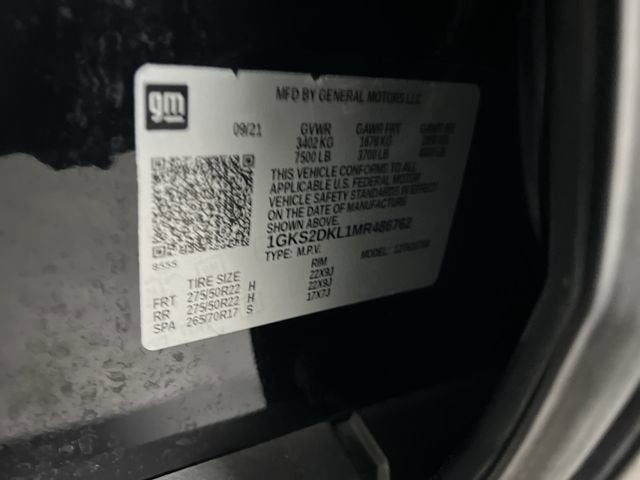 gm
MFD BY GENERAL MOTORS LLC
09/21 GVWR GAWR FRT GAWR RR
3402 KG 1678 KG
7500 LB 3700 LB
THIS VEHICLE CONFORMS TO ALL
APPLICABLE U.S. FEDERAL MOTOR
VEHICLE SAFETY STANDARDS IN EFFECT
ON THE DATE OF MANUFACTURE
SHOWN ABOVE.
1GKS2DKL1MR486762
TYPE: M.P.V. MODEL:
8555
TIRE SIZE RIM
FRT 275/50R22 H 22X9J
RR 275/50R22 H 22X9J
SPA 265/70R17 S 17X7J